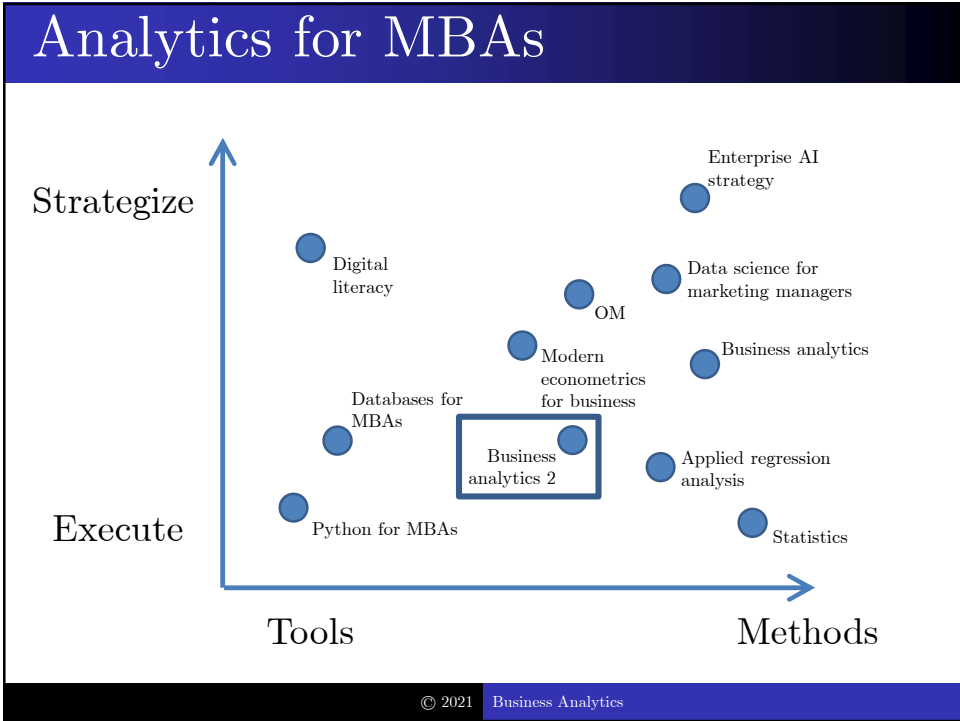 Analytics for MBAs
Enterprise AI
strategy
Strategize
Digital
literacy
Data science for
marketing managers
OM
Business analytics
Modern
econometrics
for business
Databases for
MBAs
Business
analytics 2
Applied regression
analysis
Execute
Python for MBAs
Statistics
Tools
Methods
© 2021
Business Analytics